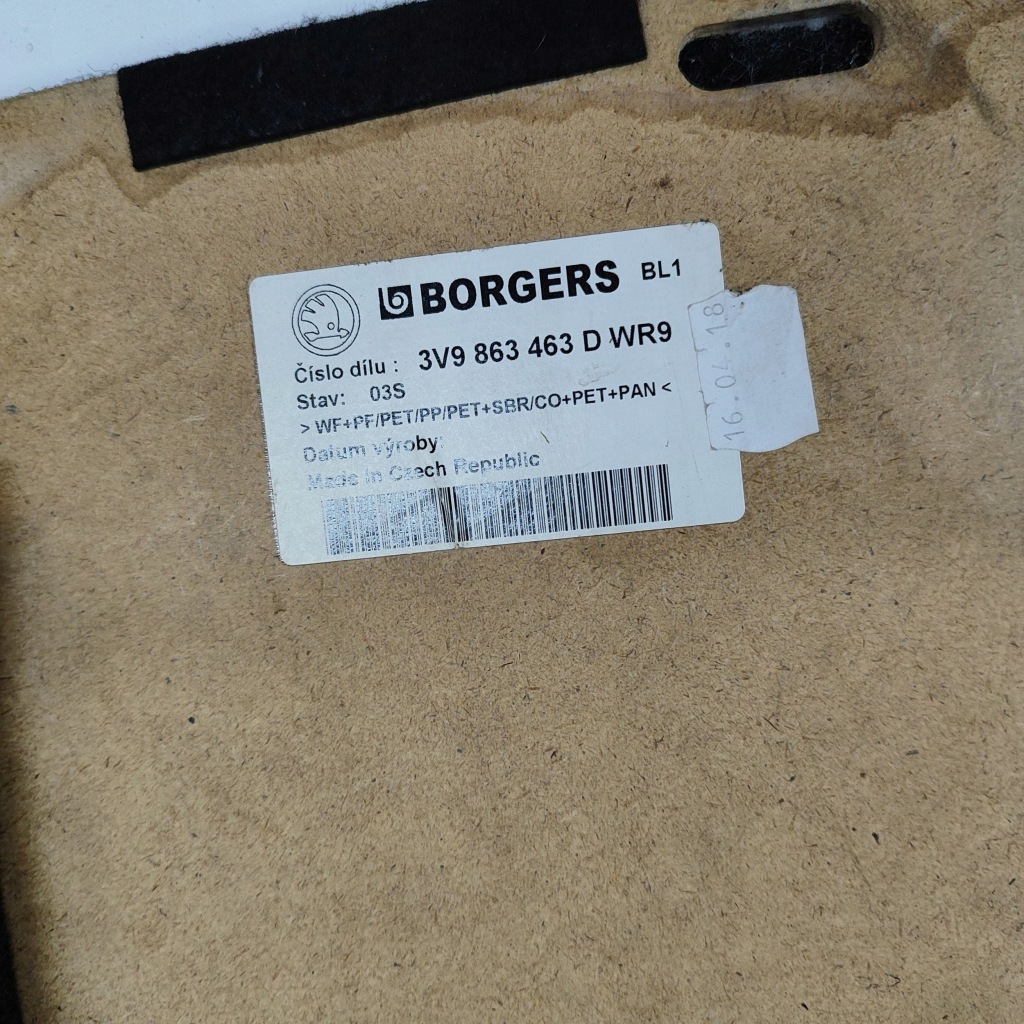 BORGERS BL1
Číslo dílu : 3V9 863 463 D WR9
Stav: 03S
> WF+PF/PET/PP/PET+SBR/CO+PET+PAN <
Datum výroby:
Made in Czech Republic
16.04.18